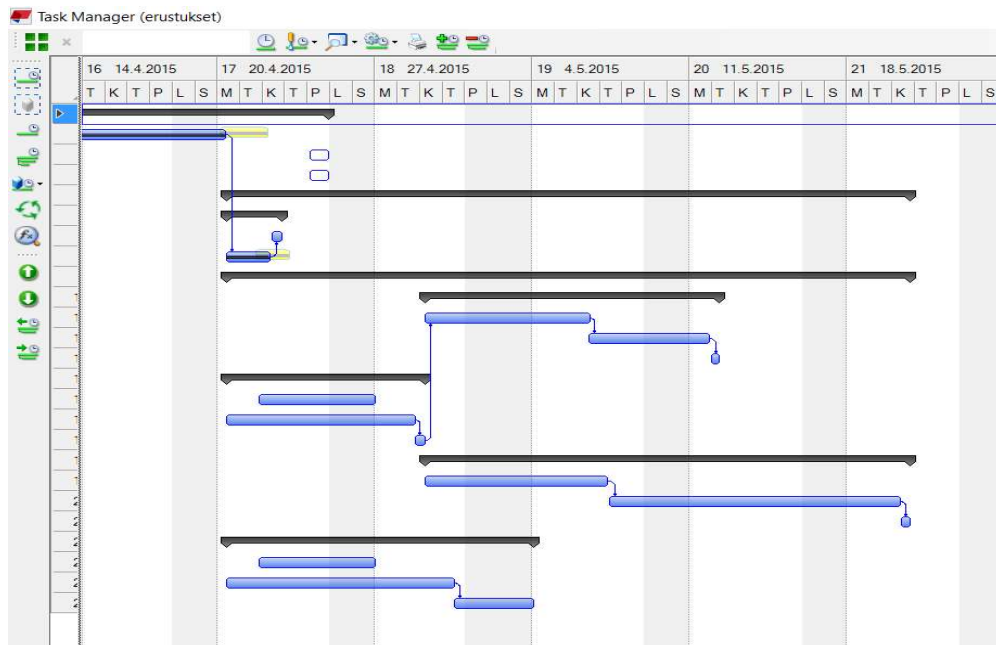 Task Manager (erustukset)
16 14.4.2015 17 20.4.2015 18 27.4.2015 19 4.5.2015 20 11.5.2015 21 18.5.2015
T K T P L S M T K T P L S M T K T P L S M T K T P L S M T K T P L S M T K T P L S